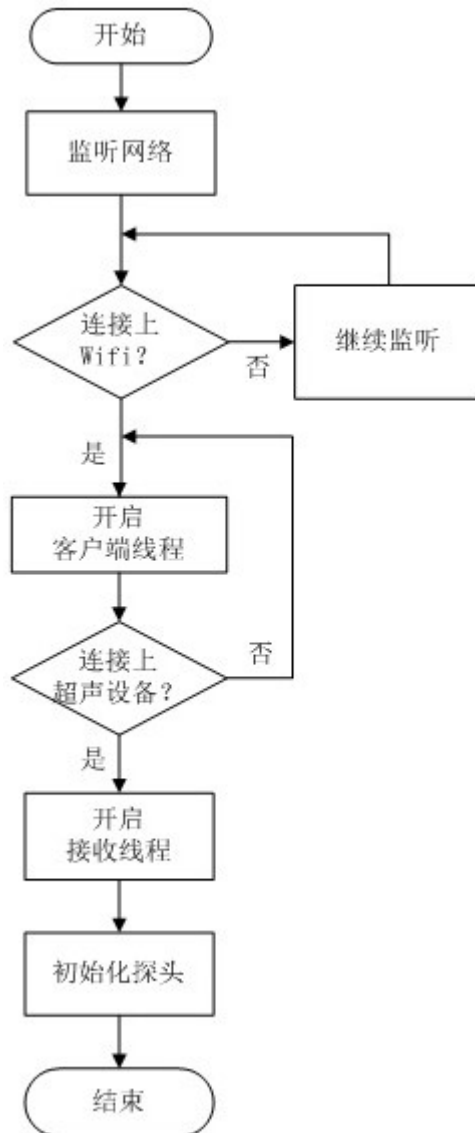 开始
监听网络
连接上
Wifi？
否
继续监听
是
开启
客户端线程
连接上
超声设备？
否
是
开启
接收线程
初始化探头
结束